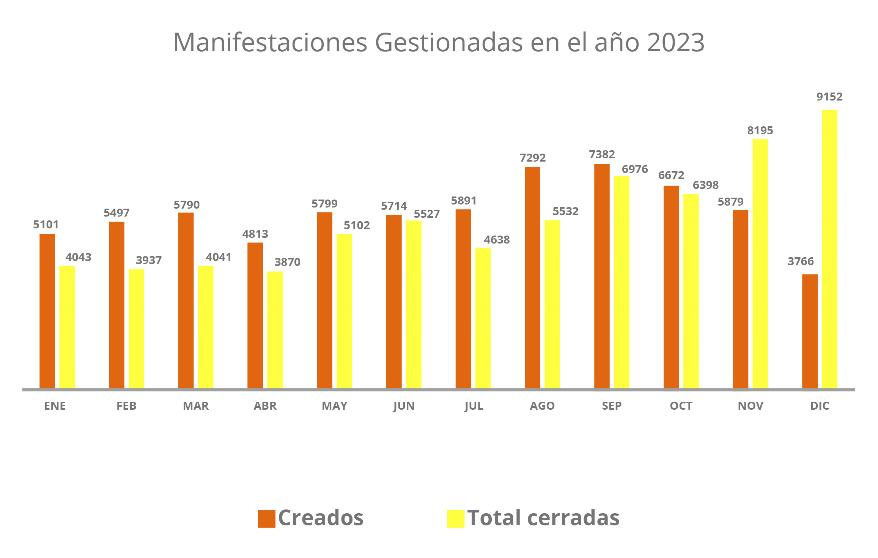 Manifestaciones Gestionadas en el año 2023
5101 4043 5497 3937 5790 4041 4813 3870 5799 5102 5714 5527 5891 4638 7292 5532 7382 6976 6672 6398 5879 8195 3766 9152
ENE FEB MAR ABR MAY JUN JUL AGO SEP OCT NOV DIC
Creados Total cerradas